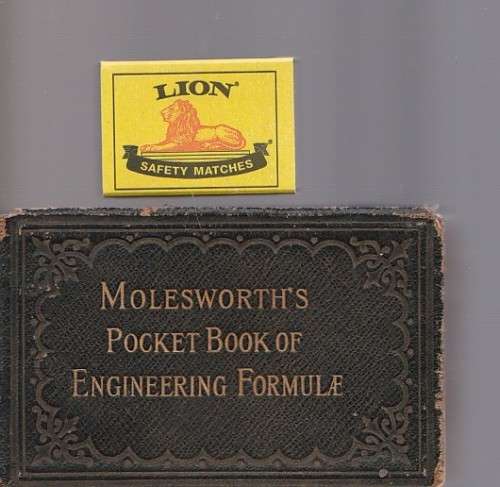 LION®
SAFETY MATCHES
MOLESWORTH'S
POCKET BOOK OF
ENGINEERING FORMULÆ